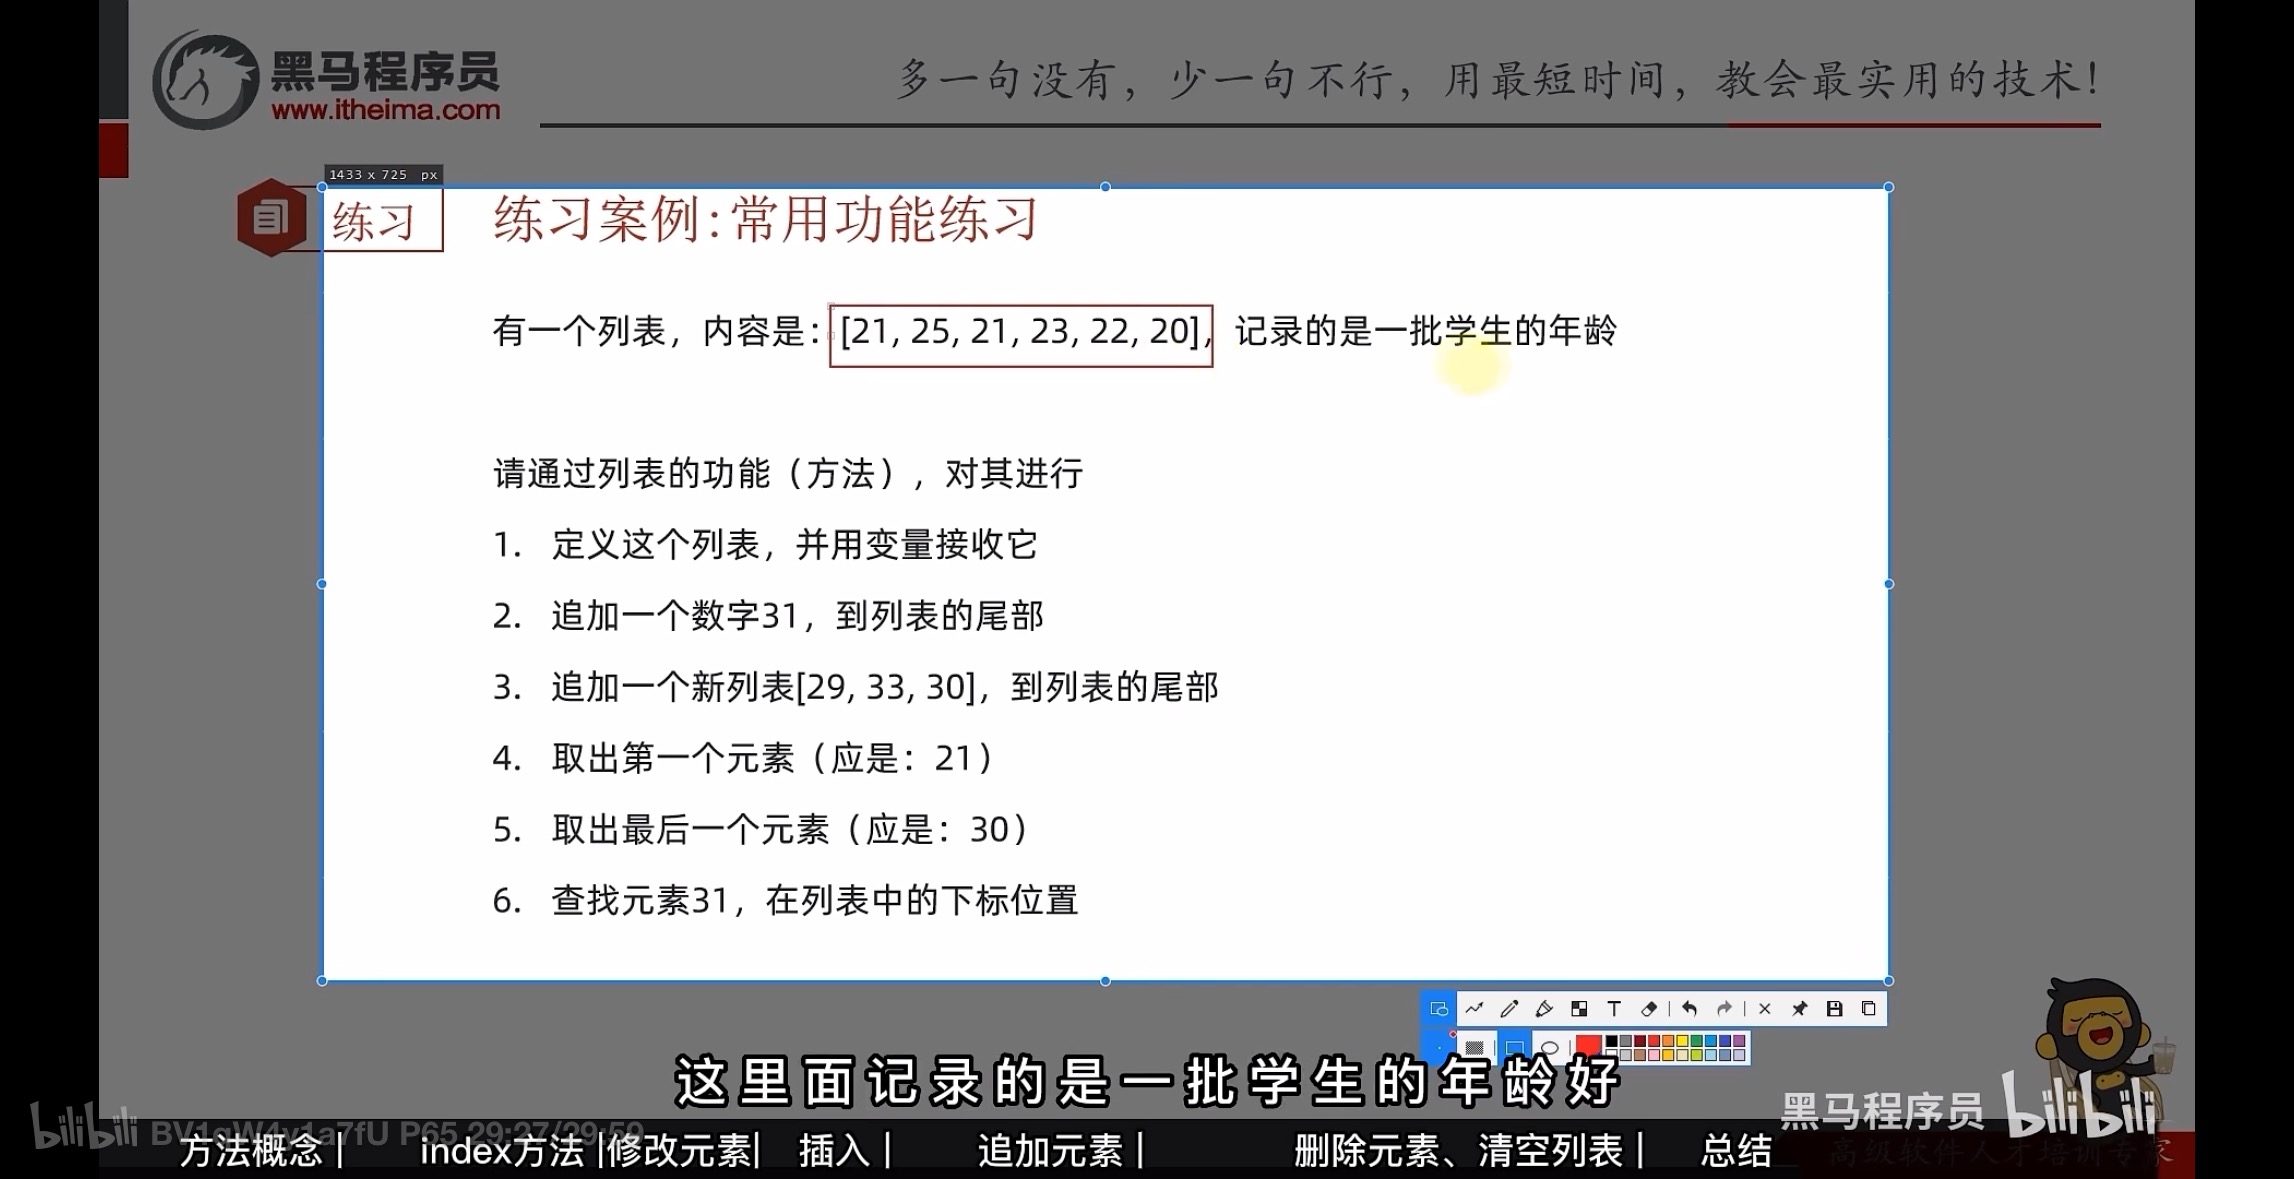 黑马程序员
www.itheima.com
多一句没有，少一句不行，用最短时间，教会最实用的技术！
1433 x 725 px
练习
练习案例：常用功能练习
有一个列表，内容是：[21, 25, 21, 23, 22, 20]，记录的是一批学生的年龄
请通过列表的功能（方法），对其进行
1. 定义这个列表，并用变量接收它
2. 追加一个数字31，到列表的尾部
3. 追加一个新列表[29, 33, 30]，到列表的尾部
4. 取出第一个元素（应是：21）
5. 取出最后一个元素（应是：30）
6. 查找元素31，在列表中的下标位置
这里面记录的是一批学生的年龄好
黑马程序员 bilibili
bilibili BV1qW4y1a7fU P65 29:27/29:59
方法概念| index方法|修改元素| 插入| 追加元素| 删除元素、清空列表| 总结
高级软件人才培训专家